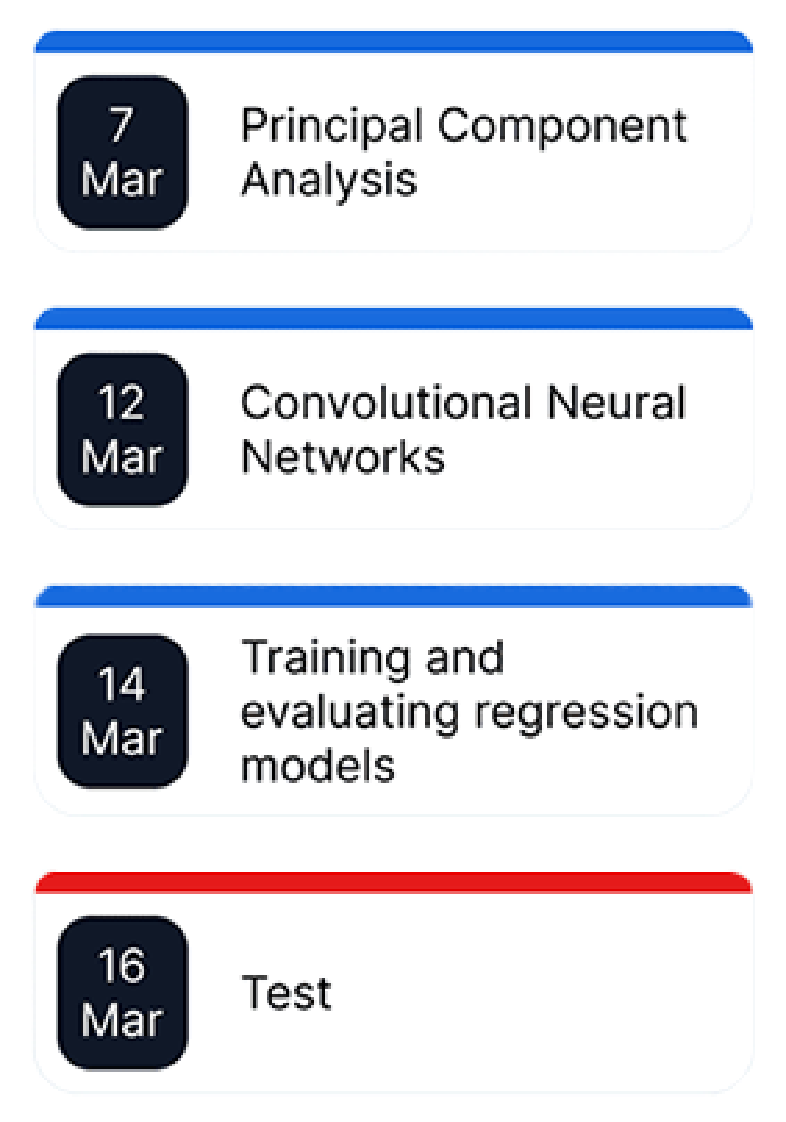 7
Mar
Principal Component
Analysis
12
Mar
Convolutional Neural
Networks
14
Mar
Training and
evaluating regression
models
16
Mar
Test